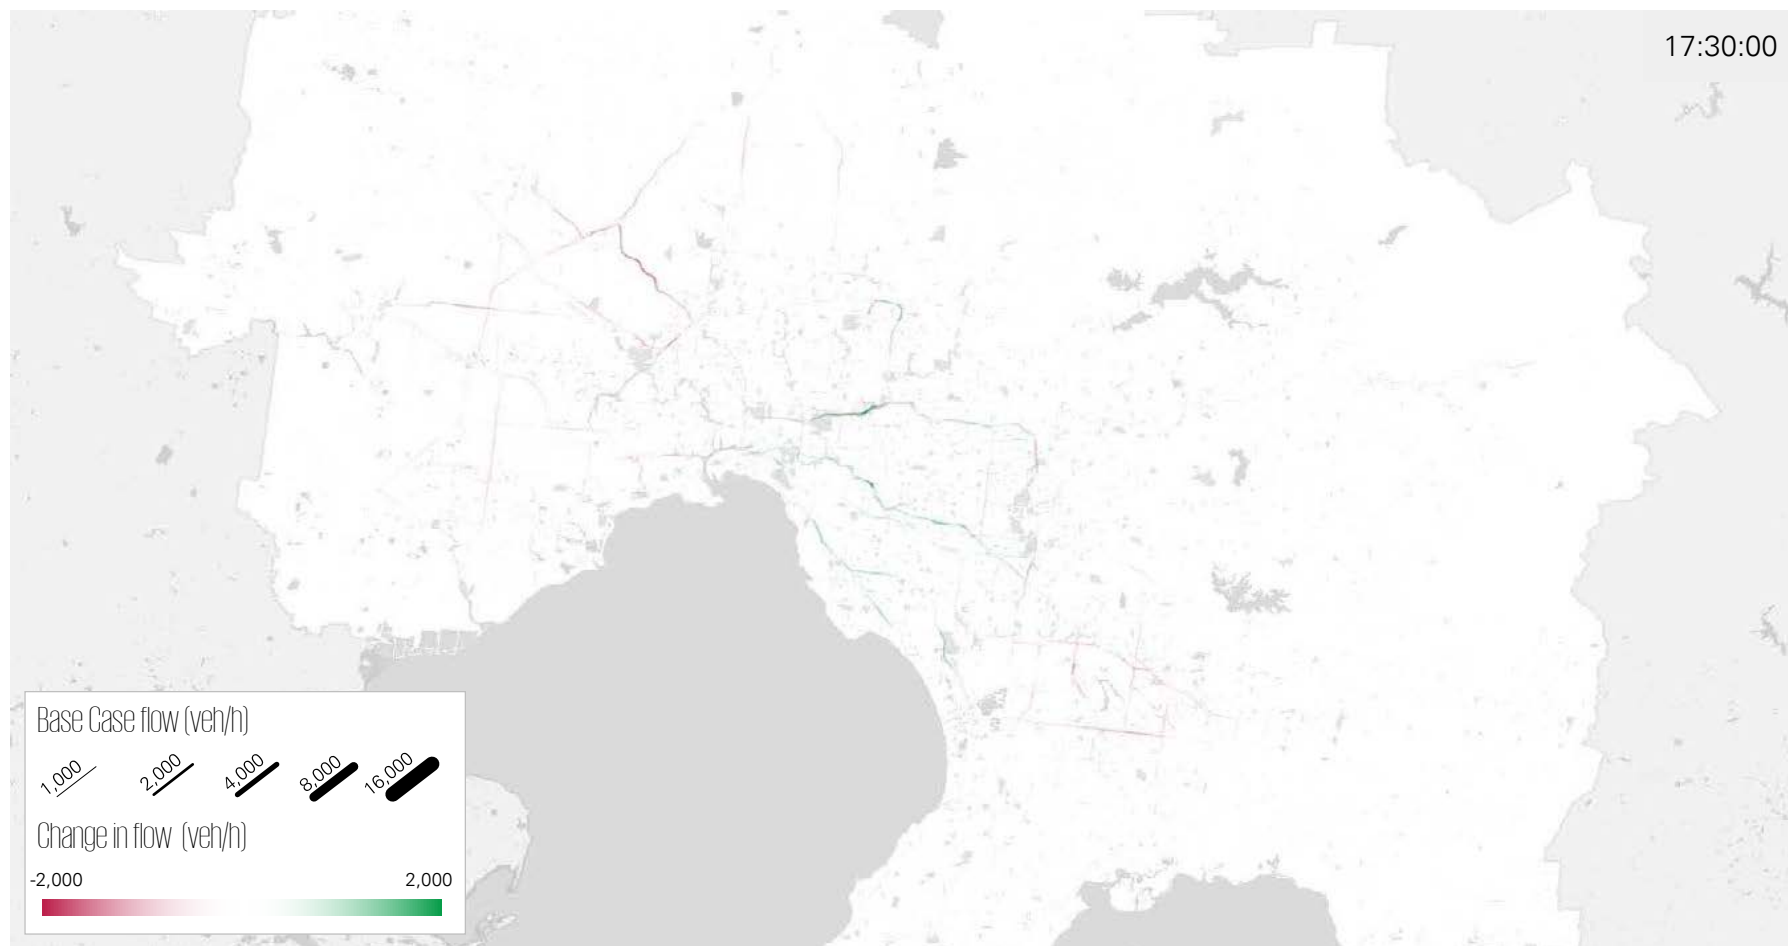 17:30:00
Base Case flow (veh/h)
1,000 2,000 4,000 8,000 16,000
Change in flow (veh/h)
-2,000 2,000